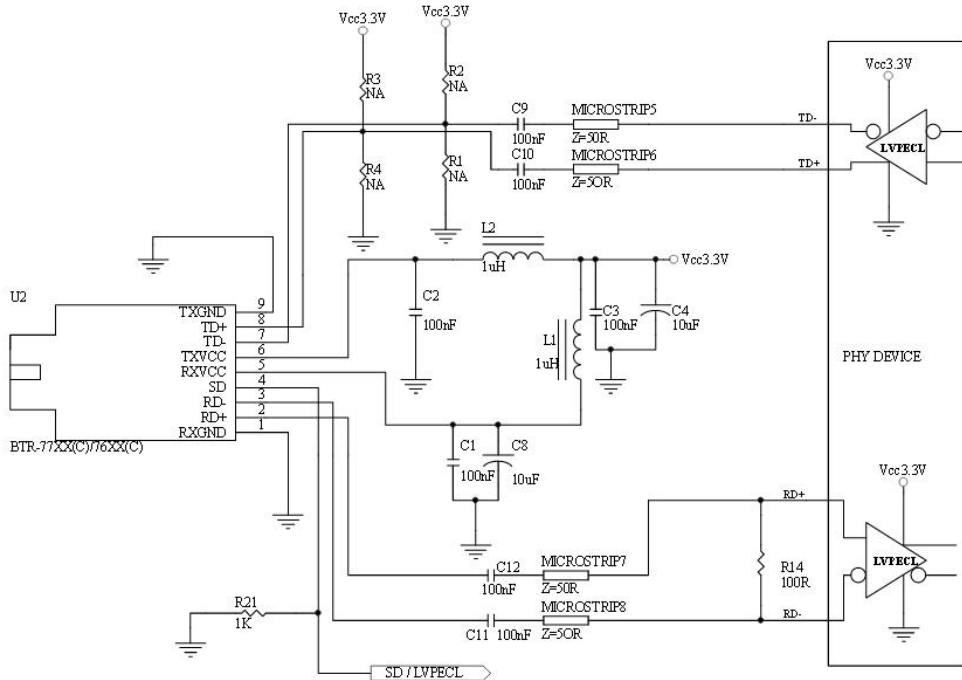 Vcc3.3V
Vcc3.3V
R3
NA
R2
NA
R4
NA
R1
NA
C9
100nF
MICROSTRIP5
Z=50R
C10
100nF
MICROSTRIP6
Z=5OR
TD-
TD+
Vcc3.3V
LVPECL
L2
1uH
Vcc3.3V
C2
100nF
C3
100nF
C4
10uF
L1
1uH
PHY DEVICE
U2
TXGND 9
TD+ 8
TD- 7
TXVCC 6
RXVCC 5
SD 4
RD- 3
RD+ 2
RXGND 1
BTR-77XX(C)/76XX(C)
C1
100nF
C8
10uF
Vcc3.3V
RD+
LVPECL
R14
100R
RD-
C12
100nF
MICROSTRIP7
Z=50R
C11 100nF
MICROSTRIP8
Z=5OR
R21
1K
SD / LVPECL